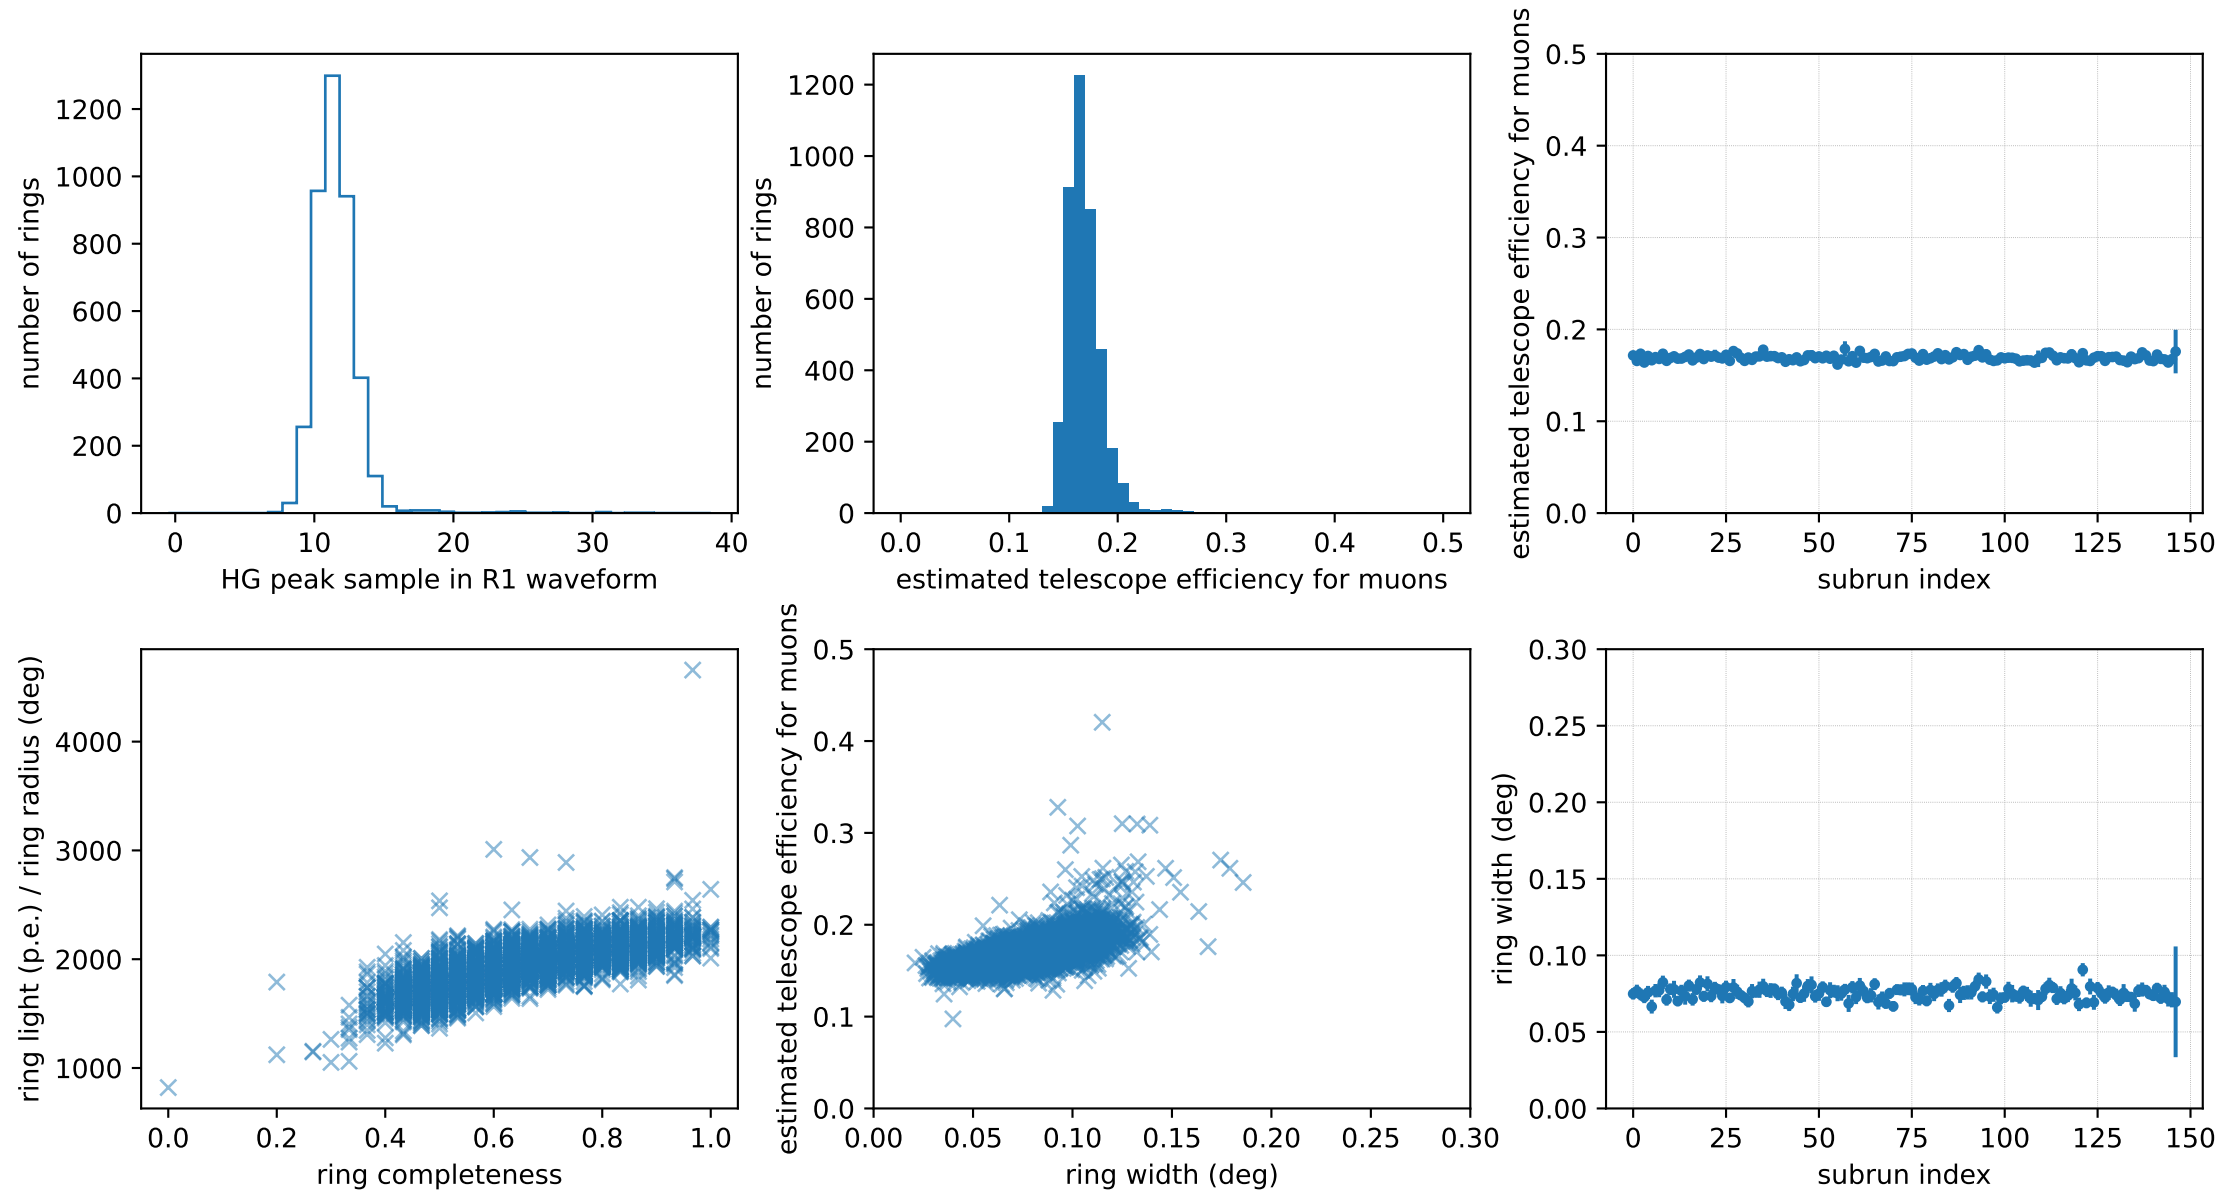 number of rings
1200
1000
800
600
400
200
0
0 10 20 30 40
HG peak sample in R1 waveform
number of rings
1200
1000
800
600
400
200
0
0.0 0.1 0.2 0.3 0.4 0.5
estimated telescope efficiency for muons
estimated telescope efficiency for muons
0.5
0.4
0.3
0.2
0.1
0.0
0 25 50 75 100 125 150
subrun index
ring light (p.e.) / ring radius (deg)
4000
3000
2000
1000
0.0 0.2 0.4 0.6 0.8 1.0
ring completeness
estimated telescope efficiency for muons
0.5
0.4
0.3
0.2
0.1
0.0
0.00 0.05 0.10 0.15 0.20 0.25 0.30
ring width (deg)
ring width (deg)
0.30
0.25
0.20
0.15
0.10
0.05
0.00
0 25 50 75 100 125 150
subrun index